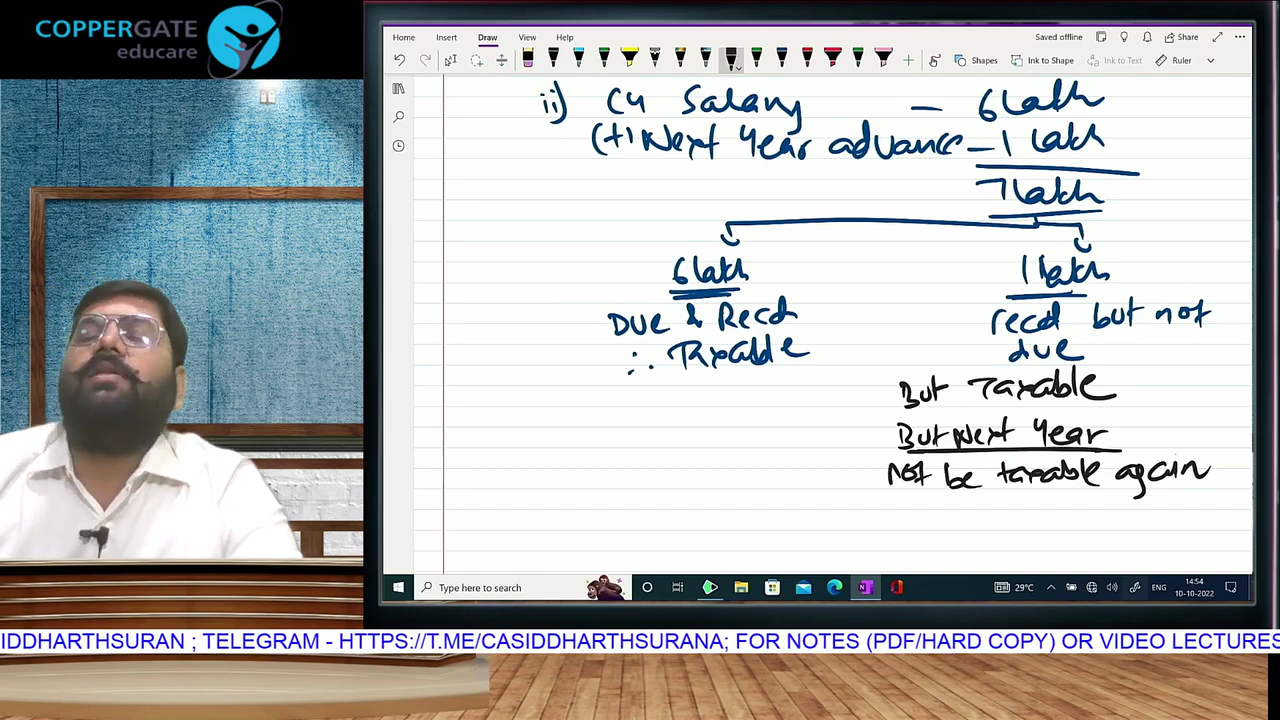 COPPERGATE
educare
Home Insert Draw View Help
Saved offline
Share
Shapes
Ink to Shape
Ink to Text
Ruler
ii) CY Salary - 6 lakh
(+) Next Year advance - 1 lakh
7 lakh
6 lakh
Due & Recd
∴ Taxable
1 lakh
recd but not
due
But Taxable
But Next Year
Not be taxable again
Type here to search
29°C
ENG
14:54
10-10-2022
SIDDHARTHSURAN ; TELEGRAM - HTTPS://T.ME/CASIDDHARTHSURANA; FOR NOTES (PDF/HARD COPY) OR VIDEO LECTURES